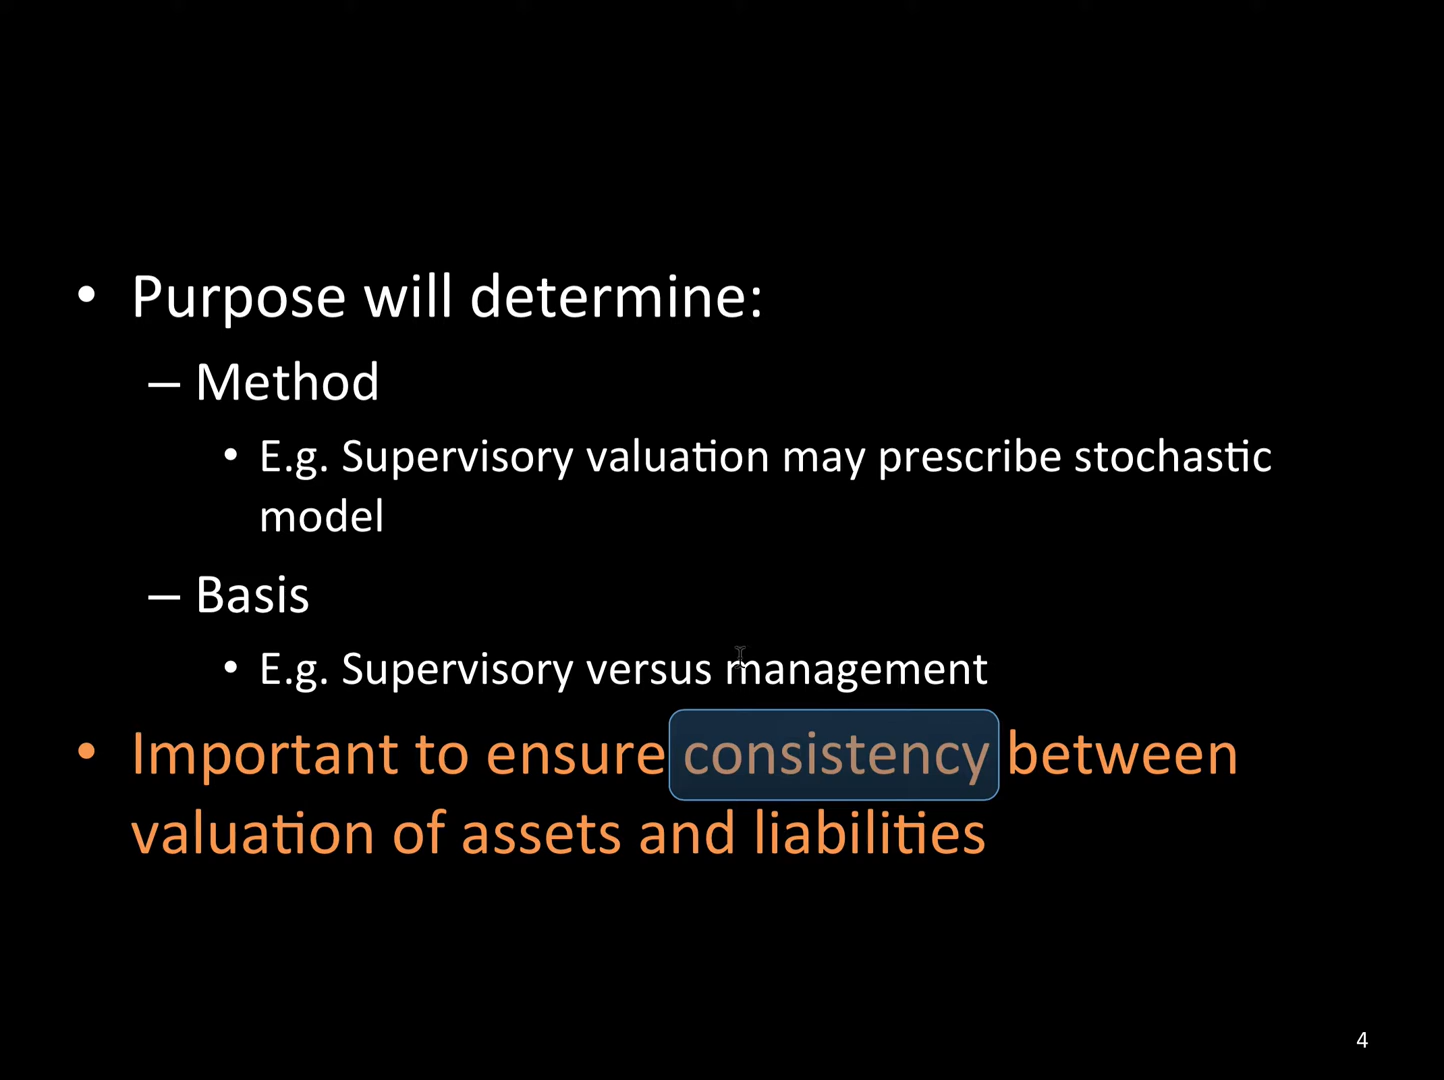 • Purpose will determine:
– Method
• E.g. Supervisory valuation may prescribe stochastic
model
– Basis
• E.g. Supervisory versus management
• Important to ensure consistency between
valuation of assets and liabilities
4